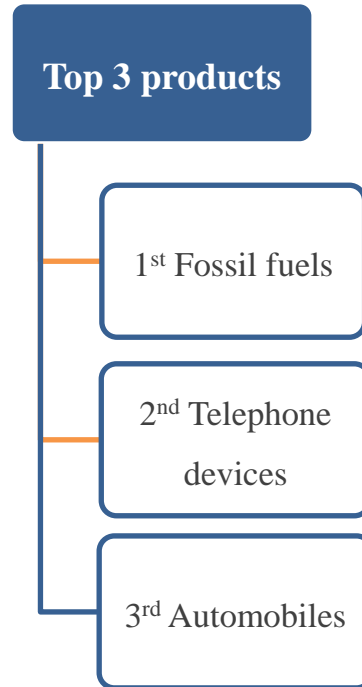 Top 3 products
1st Fossil fuels
2nd Telephone
devices
3rd Automobiles